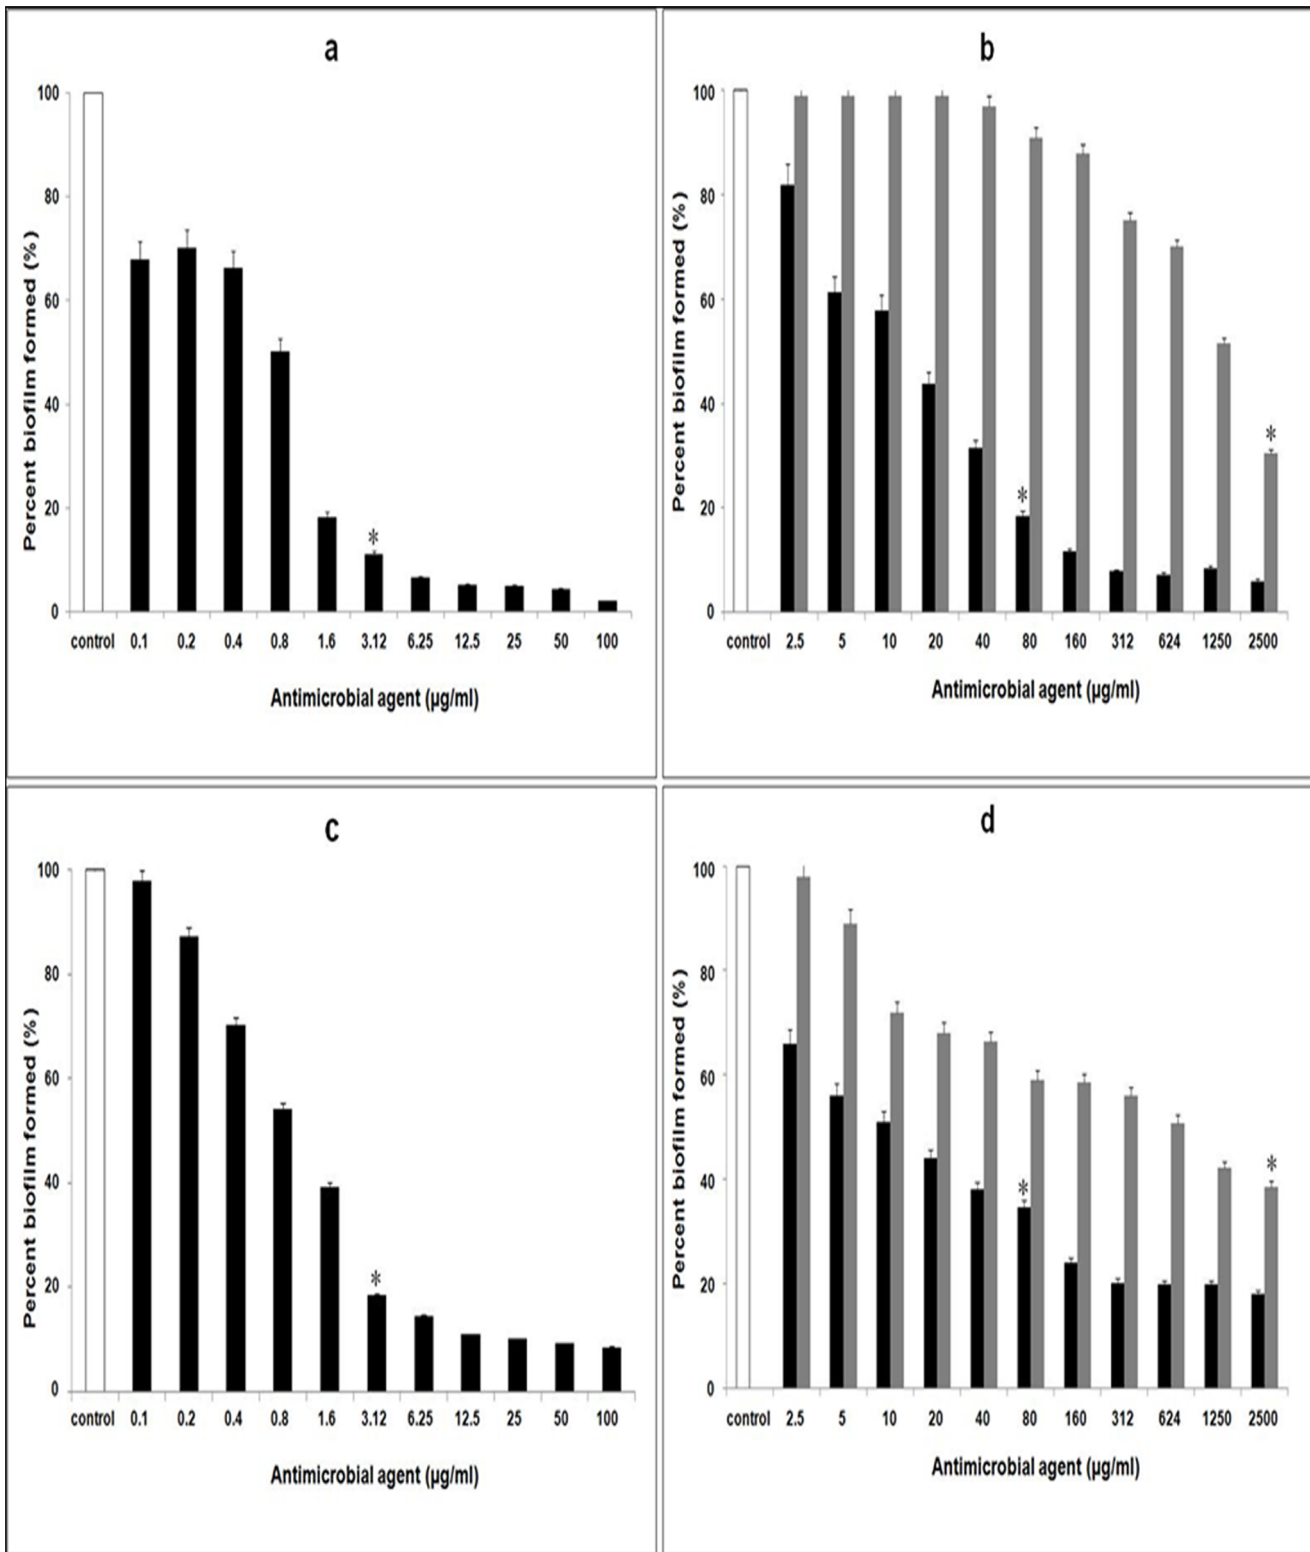 a
Percent biofilm formed (%)
100
80
60
40
20
0
*
control 0.1 0.2 0.4 0.8 1.6 3.12 6.25 12.5 25 50 100
Antimicrobial agent (µg/ml)
b
Percent biofilm formed (%)
100
80
60
40
20
0
*
*
control 2.5 5 10 20 40 80 160 312 624 1250 2500
Antimicrobial agent (µg/ml)
c
Percent biofilm formed (%)
100
80
60
40
20
0
*
control 0.1 0.2 0.4 0.8 1.6 3.12 6.25 12.5 25 50 100
Antimicrobial agent (µg/ml)
d
Percent biofilm formed (%)
100
80
60
40
20
0
*
*
control 2.5 5 10 20 40 80 160 312 624 1250 2500
Antimicrobial agent (µg/ml)